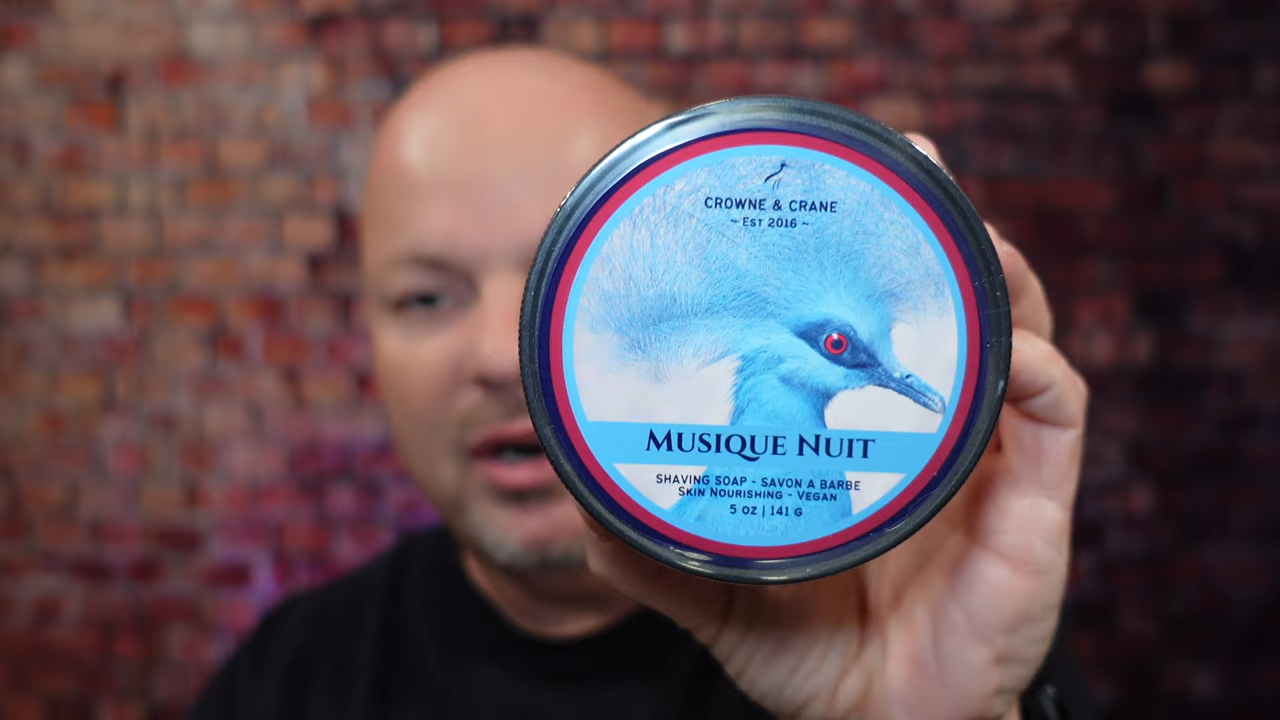 CROWNE & CRANE
~ EST 2016 ~
MUSIQUE NUIT
SHAVING SOAP - SAVON A BARBE
SKIN NOURISHING - VEGAN
5 OZ | 141 G